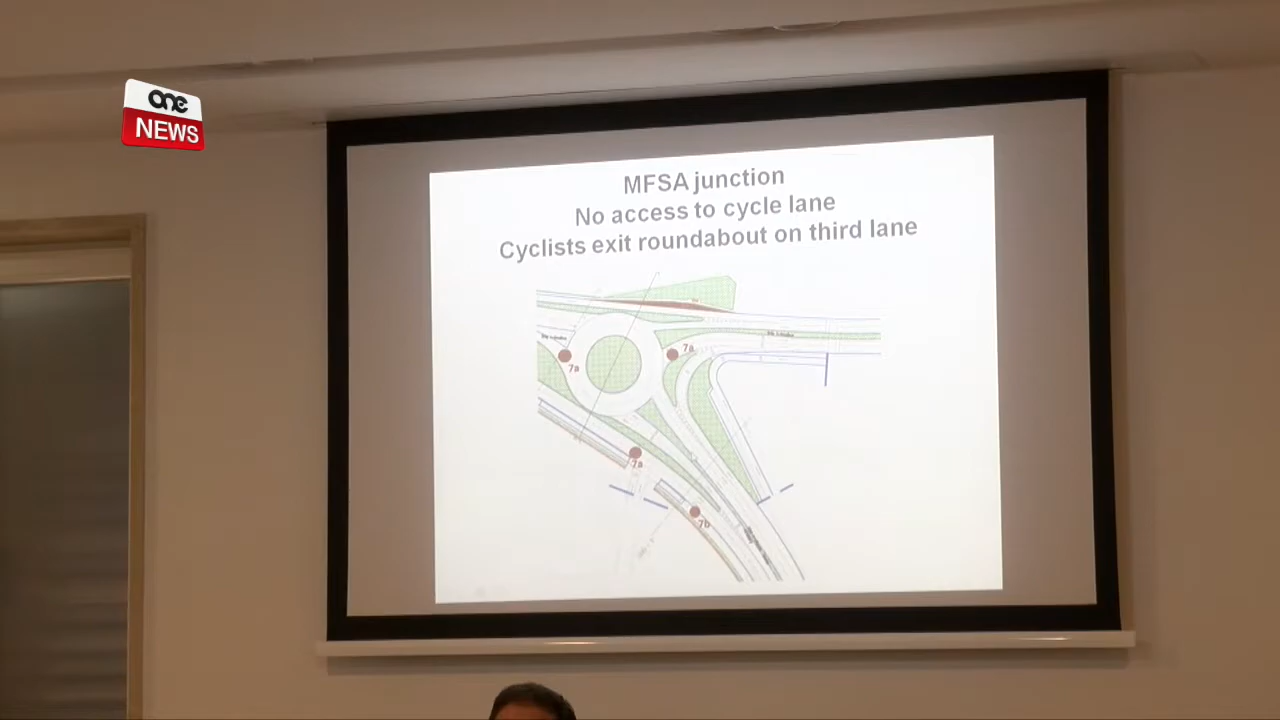 one
NEWS
MFSA junction
No access to cycle lane
Cyclists exit roundabout on third lane
7a
7a
7a
7b